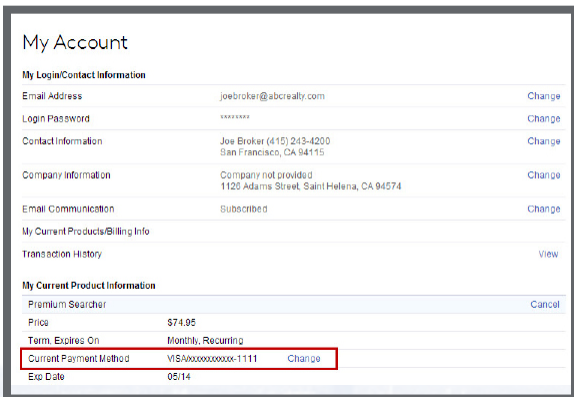 My Account
My Login/Contact Information
Email Address joebroker@abcrealty.com Change
Login Password ******** Change
Contact Information Joe Broker (415) 243-4200 Change
San Francisco, CA 94115
Company Information Company not provided Change
1126 Adams Street, Saint Helena, CA 94574
Email Communication Subscribed Change
My Current Products/Billing Info
Transaction History View
My Current Product Information
Premium Searcher Cancel
Price $74.95
Term, Expires On Monthly, Recurring
Current Payment Method VISA/xxxxxxxxxxxx-1111 Change
Exp Date 05/14